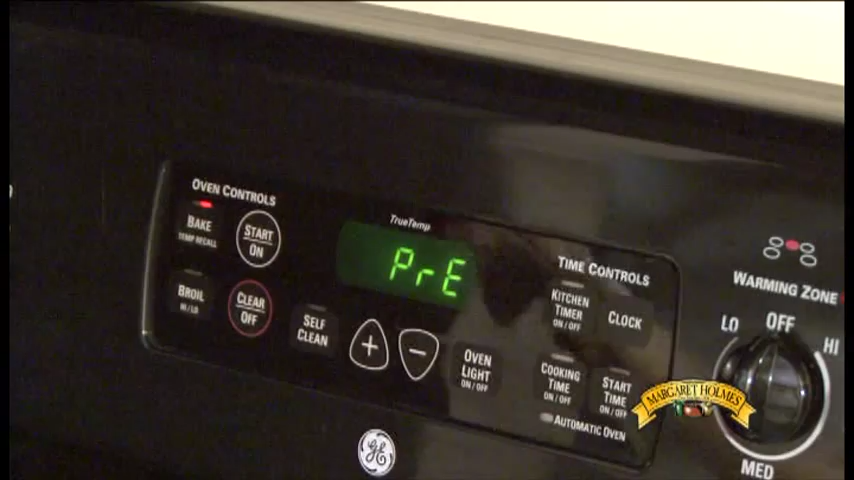 OVEN CONTROLS
BAKE
TEMP RECALL
START
ON
BROIL
HI/LO
CLEAR
OFF
SELF
CLEAN
TrueTemp
PrE
+
−
OVEN
LIGHT
ON / OFF
TIME CONTROLS
KITCHEN
TIMER
ON / OFF
CLOCK
COOKING
TIME
ON / OFF
START
TIME
ON / OFF
AUTOMATIC OVEN
WARMING ZONE
OFF
LO
HI
MED
GE
MARGARET HOLMES